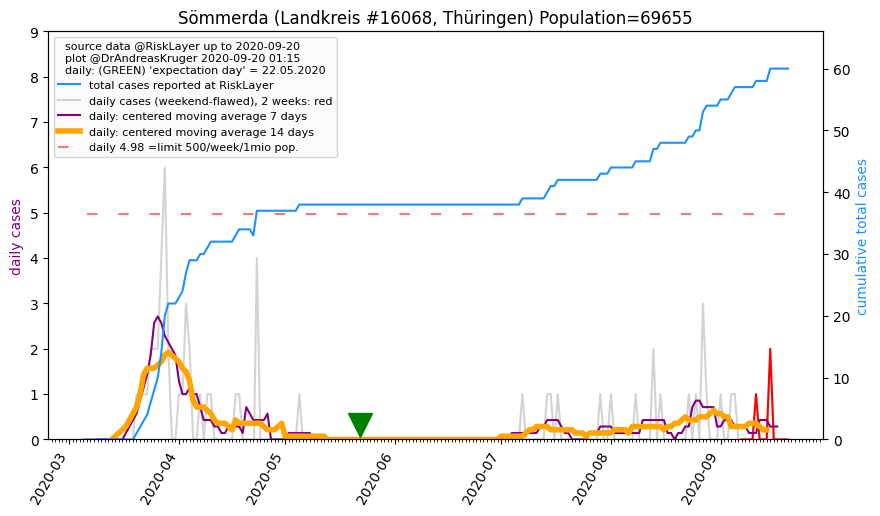 Sömmerda (Landkreis #16068, Thüringen) Population=69655
source data @RiskLayer up to 2020-09-20
plot @DrAndreasKruger 2020-09-20 01:15
daily: (GREEN) 'expectation day' = 22.05.2020
total cases reported at RiskLayer
daily cases (weekend-flawed), 2 weeks: red
daily: centered moving average 7 days
daily: centered moving average 14 days
daily 4.98 =limit 500/week/1mio pop.
daily cases
9
8
7
6
5
4
3
2
1
0
cumulative total cases
60
50
40
30
20
10
0
2020-03
2020-04
2020-05
2020-06
2020-07
2020-08
2020-09